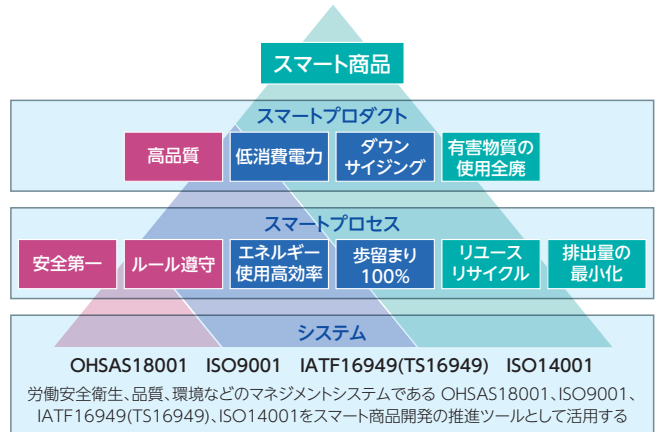 スマート商品
スマートプロダクト
高品質
低消費電力
ダウン
サイジング
有害物質の
使用全廃
スマートプロセス
安全第一
ルール遵守
エネルギー
使用高効率
歩留まり
100%
リユース
リサイクル
排出量の
最小化
システム
OHSAS18001 ISO9001 IATF16949(TS16949) ISO14001
労働安全衛生、品質、環境などのマネジメントシステムである OHSAS18001、ISO9001、
IATF16949(TS16949)、ISO14001をスマート商品開発の推進ツールとして活用する